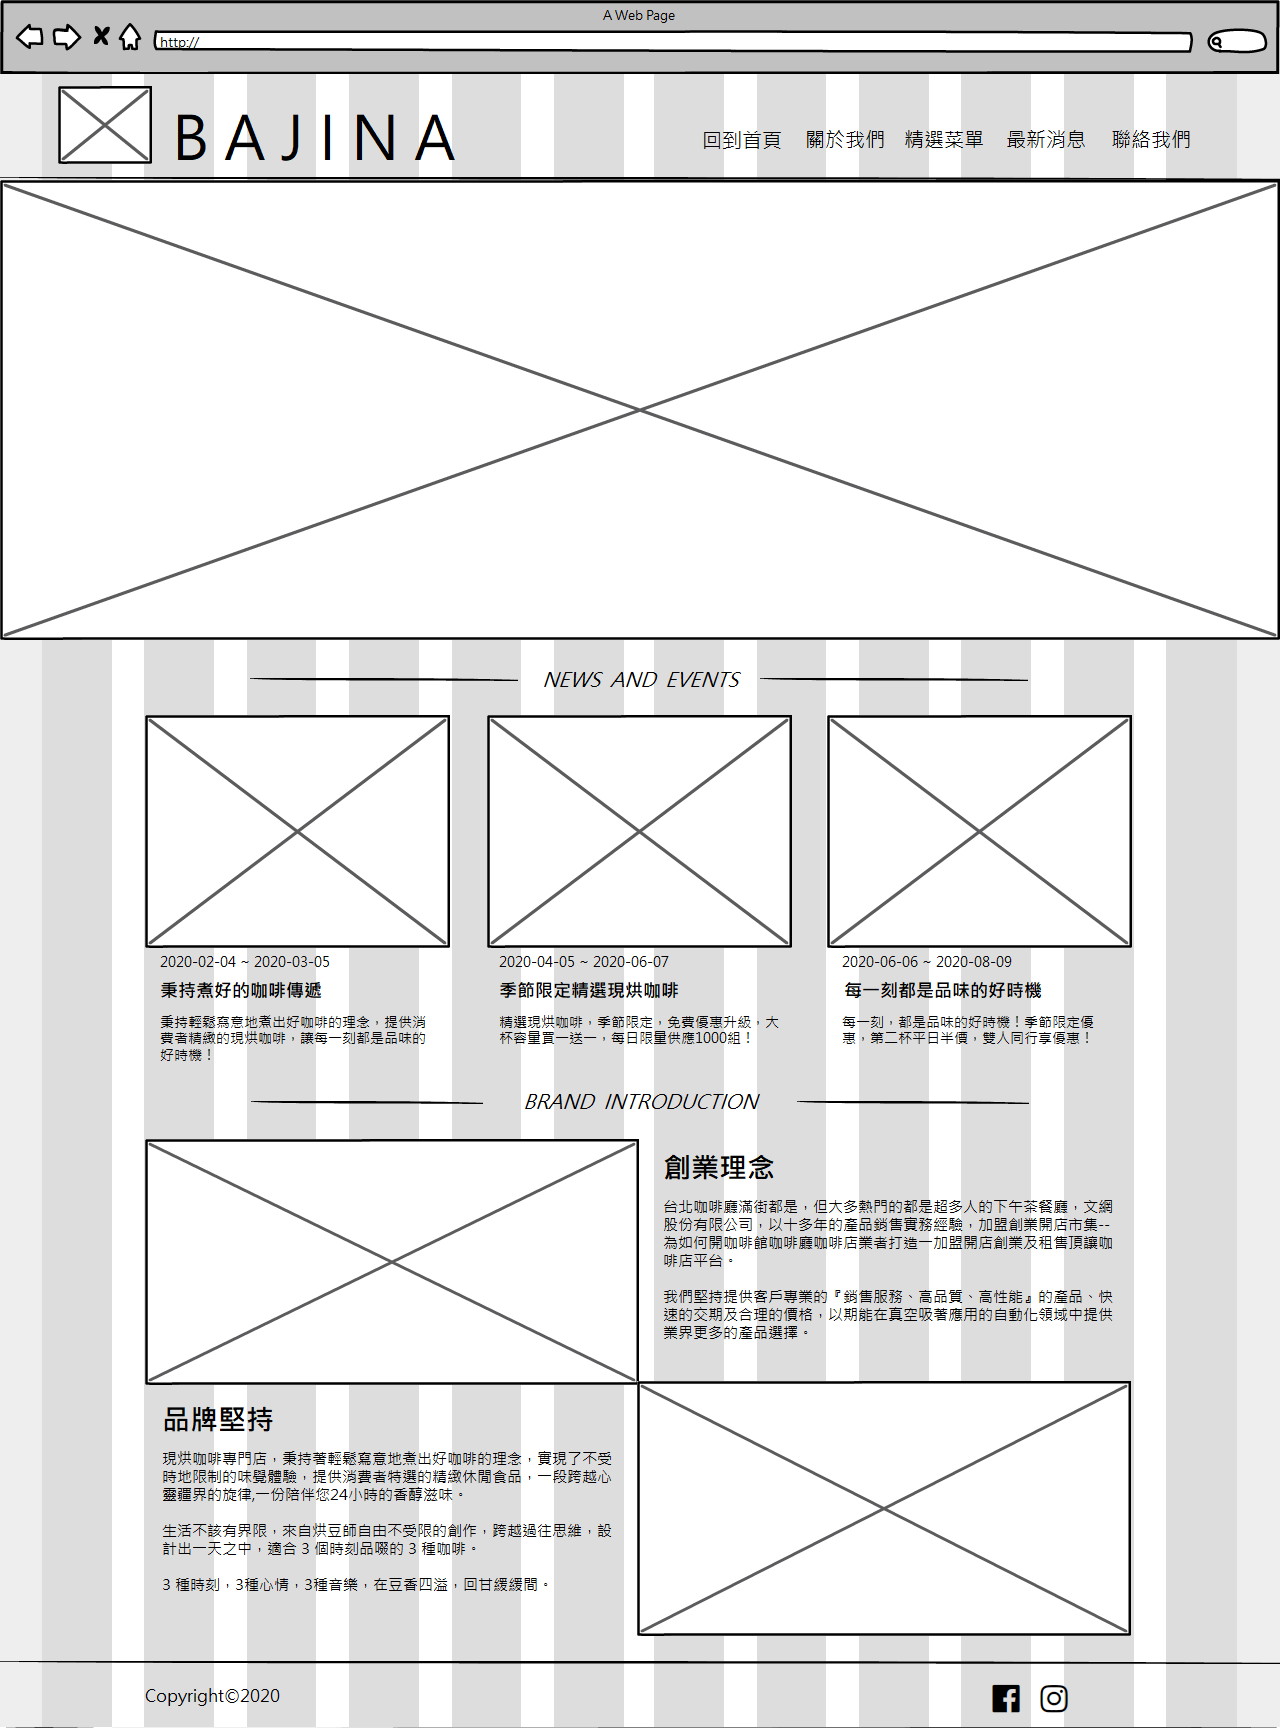 A Web Page
http://
BAJINA
回到首頁 關於我們 精選菜單 最新消息 聯絡我們
NEWS AND EVENTS
2020-02-04 ~ 2020-03-05
秉持煮好的咖啡傳遞
秉持輕鬆寫意地煮出好咖啡的理念，提供消
費者精緻的現烘咖啡，讓每一刻都是品味的
好時機！
2020-04-05 ~ 2020-06-07
季節限定精選現烘咖啡
精選現烘咖啡，季節限定，免費優惠升級，大
杯容量買一送一，每日限量供應1000組！
2020-06-06 ~ 2020-08-09
每一刻都是品味的好時機
每一刻，都是品味的好時機！季節限定優
惠，第二杯平日半價，雙人同行享優惠！
BRAND INTRODUCTION
創業理念
台北咖啡廳滿街都是，但大多熱門的都是超多人的下午茶餐廳，文網
股份有限公司，以十多年的產品銷售實務經驗，加盟創業開店市集--
為如何開咖啡館咖啡廳咖啡店業者打造一加盟開店創業及租售頂讓咖
啡店平台。
我們堅持提供客戶專業的『銷售服務、高品質、高性能』的產品、快
速的交期及合理的價格，以期能在真空吸著應用的自動化領域中提供
業界更多的產品選擇。
品牌堅持
現烘咖啡專門店，秉持著輕鬆寫意地煮出好咖啡的理念，實現了不受
時地限制的味覺體驗，提供消費者特選的精緻休閒食品，一段跨越心
靈疆界的旋律,一份陪伴您24小時的香醇滋味。
生活不該有界限，來自烘豆師自由不受限的創作，跨越過往思維，設
計出一天之中，適合 3 個時刻品啜的 3 種咖啡。
3 種時刻，3種心情，3種音樂，在豆香四溢，回甘緩緩間。
Copyright©2020